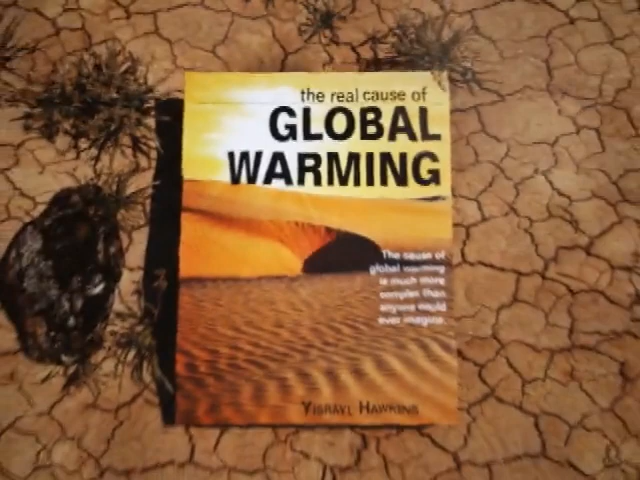 the real cause of
GLOBAL
WARMING
The cause of
global warming
is much more
complex than
anyone would
ever imagine.
YISRAYL HAWKINS